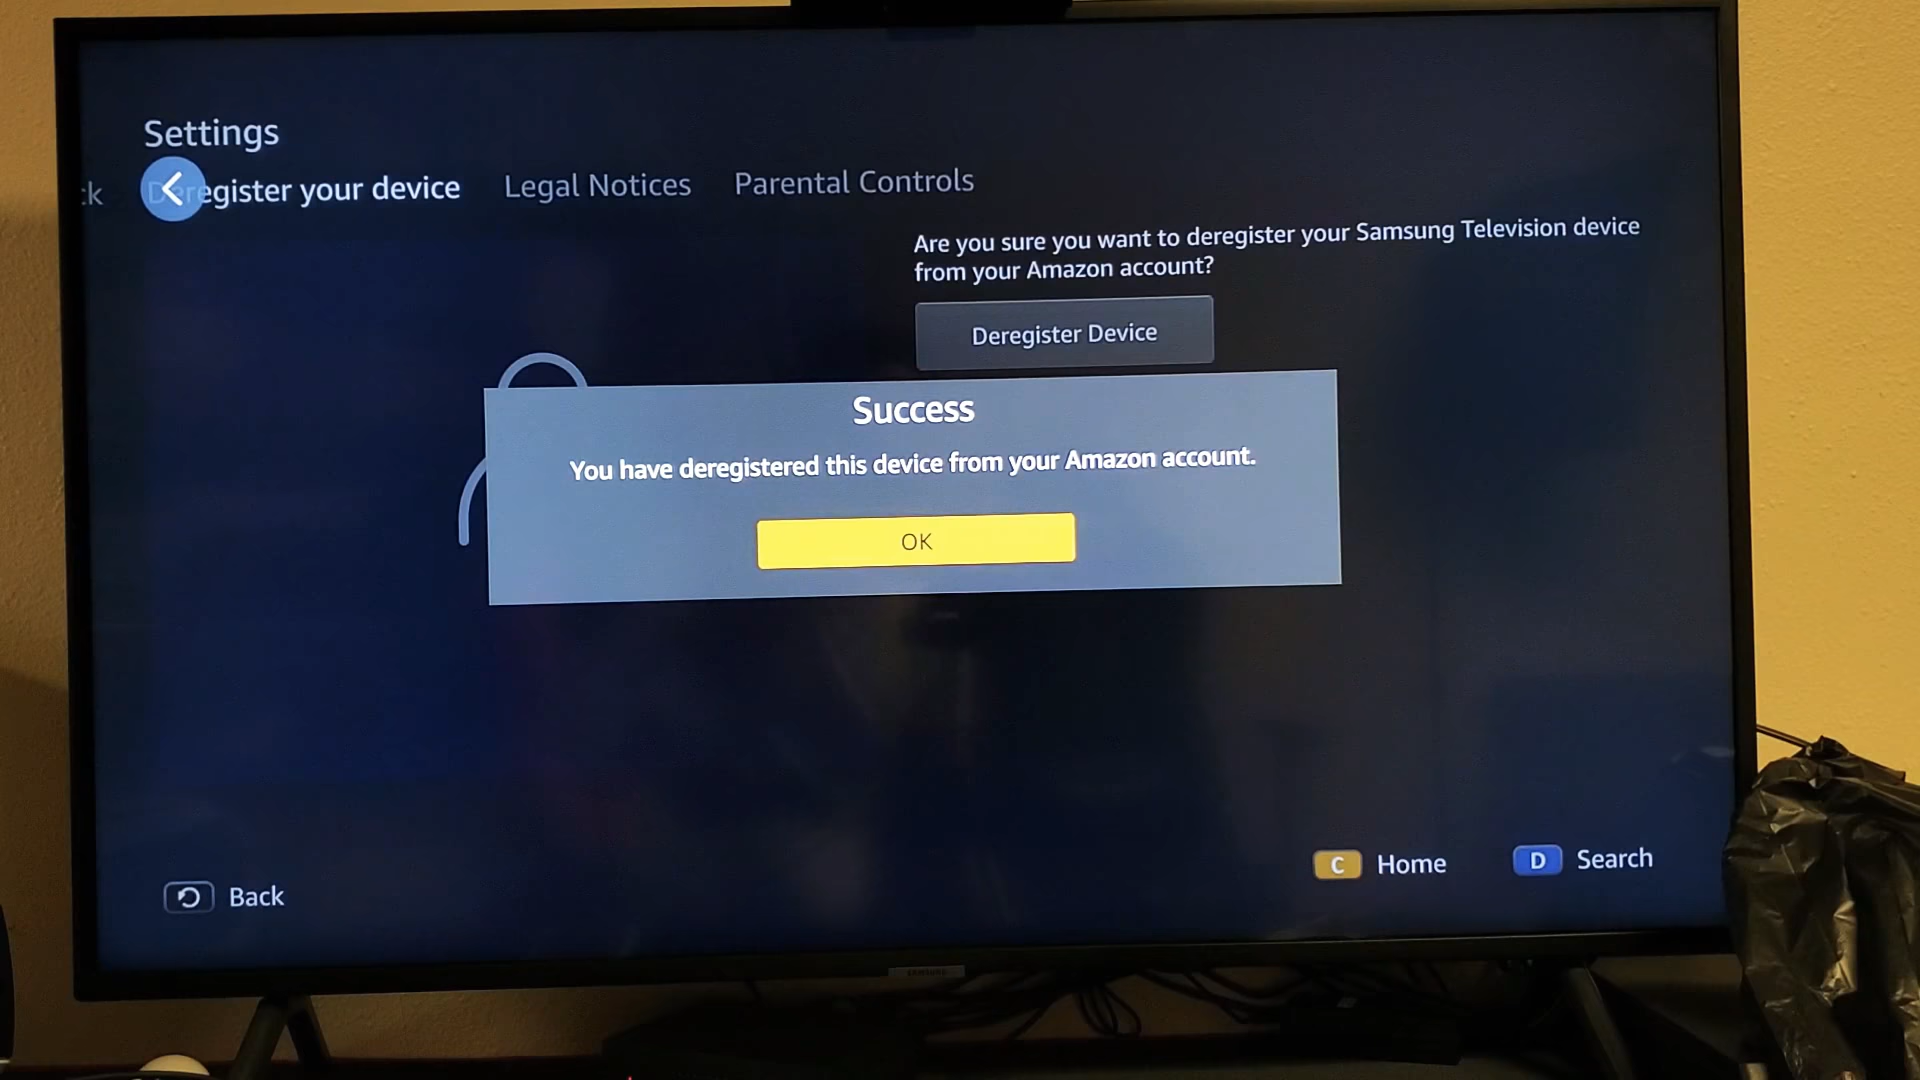 Settings
k
Deregister your device
Legal Notices
Parental Controls
Are you sure you want to deregister your Samsung Television device
from your Amazon account?
Deregister Device
Success
You have deregistered this device from your Amazon account.
OK
Back
C Home
D Search
SAMSUNG